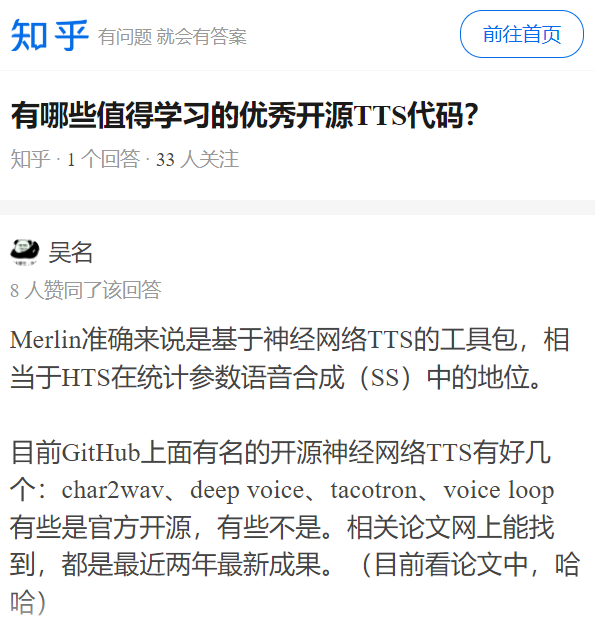 知乎 有问题 就会有答案 前往首页
有哪些值得学习的优秀开源TTS代码？
知乎 · 1 个回答 · 33 人关注
吴名
8 人赞同了该回答
Merlin准确来说是基于神经网络TTS的工具包，相
当于HTS在统计参数语音合成（SS）中的地位。
目前GitHub上面有名的开源神经网络TTS有好几
个：char2wav、deep voice、tacotron、voice loop
有些是官方开源，有些不是。相关论文网上能找
到，都是最近两年最新成果。（目前看论文中，哈
哈）